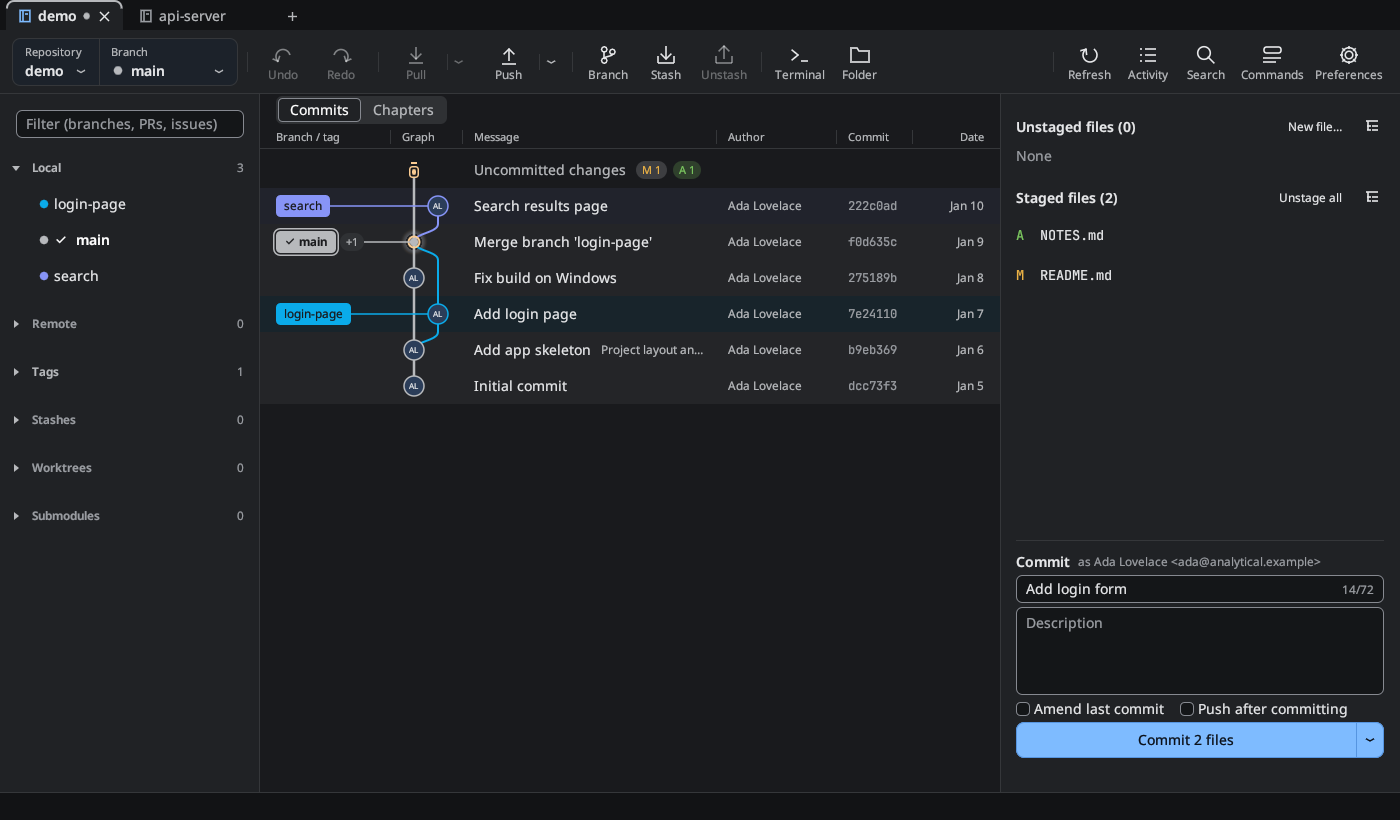 demo
api-server
Repository
demo
Branch
main
Undo
Redo
Pull
Push
Branch
Stash
Unstash
Terminal
Folder
Refresh
Activity
Search
Commands
Preferences
Filter (branches, PRs, issues)
Local 3
login-page
main
search
Remote 0
Tags 1
Stashes 0
Worktrees 0
Submodules 0
Commits Chapters
Branch / tag Graph Message Author Commit Date
Uncommitted changes M 1 A 1
search AL Search results page Ada Lovelace 222c0ad Jan 10
main +1 Merge branch 'login-page' Ada Lovelace f0d635c Jan 9
AL Fix build on Windows Ada Lovelace 275189b Jan 8
login-page AL Add login page Ada Lovelace 7e24110 Jan 7
AL Add app skeleton Project layout an... Ada Lovelace b9eb369 Jan 6
AL Initial commit Ada Lovelace dcc73f3 Jan 5
Unstaged files (0) New file...
None
Staged files (2) Unstage all
A NOTES.md
M README.md
Commit as Ada Lovelace <ada@analytical.example>
Add login form 14/72
Description
Amend last commit Push after committing
Commit 2 files